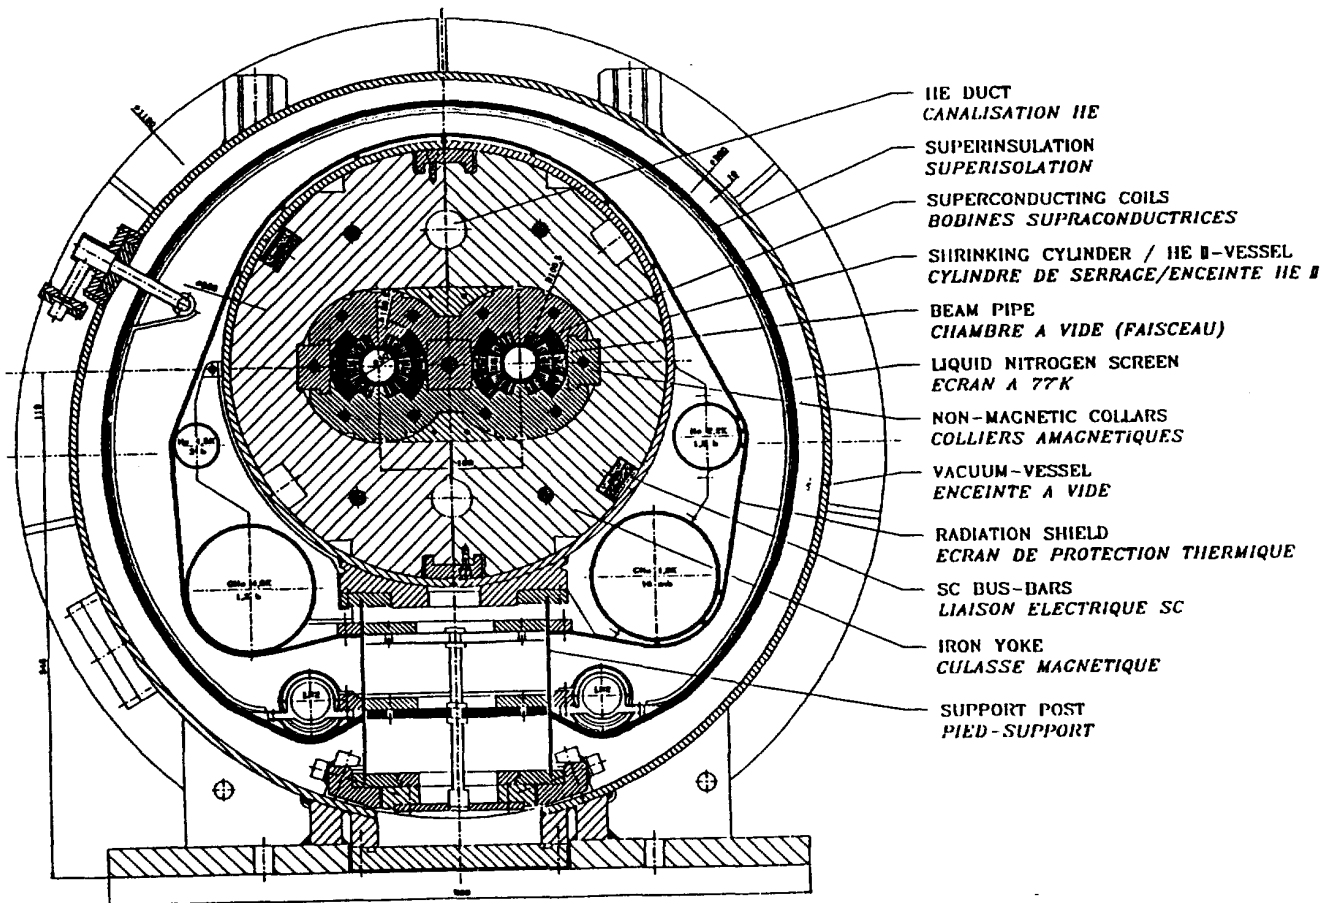 HE DUCT
CANALISATION HE
SUPERINSULATION
SUPERISOLATION
SUPERCONDUCTING COILS
BOBINES SUPRACONDUCTRICES
SHRINKING CYLINDER / HE II-VESSEL
CYLINDRE DE SERRAGE/ENCEINTE HE II
BEAM PIPE
CHAMBRE A VIDE (FAISCEAU)
LIQUID NITROGEN SCREEN
ECRAN A 77K
NON-MAGNETIC COLLARS
COLLIERS AMAGNETIQUES
VACUUM-VESSEL
ENCEINTE A VIDE
RADIATION SHIELD
ECRAN DE PROTECTION THERMIQUE
SC BUS-BARS
LIAISON ELECTRIQUE SC
IRON YOKE
CULASSE MAGNETIQUE
SUPPORT POST
PIED-SUPPORT